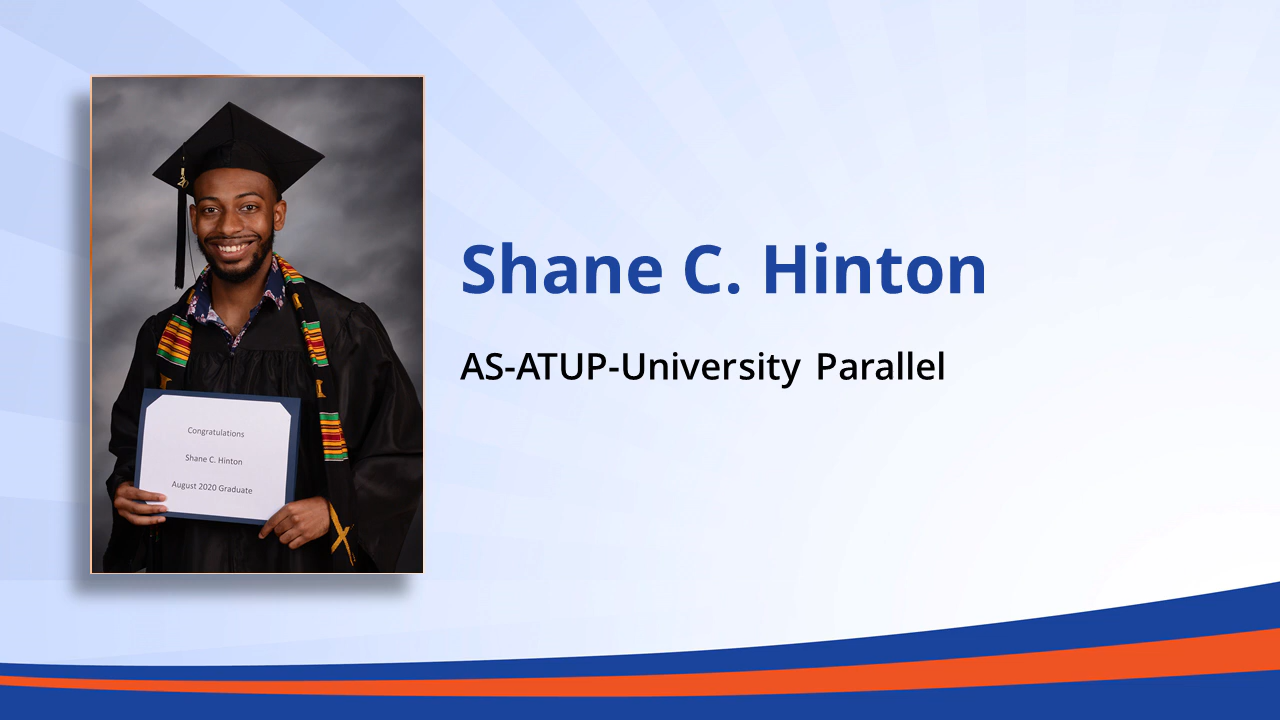 Shane C. Hinton
AS-ATUP-University Parallel
Congratulations
Shane C. Hinton
August 2020 Graduate